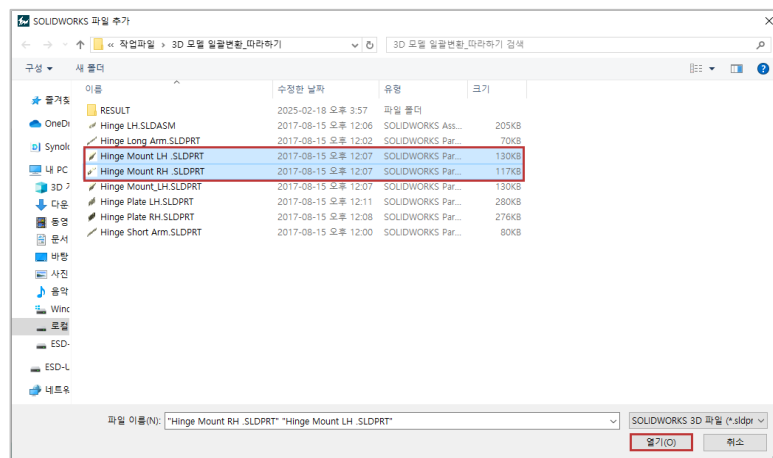 SOLIDWORKS 파일 추가
« 작업파일 › 3D 모델 일괄변환_따라하기
3D 모델 일괄변환_따라하기 검색
구성 새 폴더
이름 수정한 날짜 유형 크기
RESULT 2025-02-18 오후 3:57 파일 폴더
Hinge LH.SLDASM 2017-08-15 오후 12:06 SOLIDWORKS Ass... 205KB
Hinge Long Arm.SLDPRT 2017-08-15 오후 12:02 SOLIDWORKS Par... 70KB
Hinge Mount LH .SLDPRT 2017-08-15 오후 12:07 SOLIDWORKS Par... 130KB
Hinge Mount RH .SLDPRT 2017-08-15 오후 12:07 SOLIDWORKS Par... 117KB
Hinge Mount_LH.SLDPRT 2017-08-15 오후 12:07 SOLIDWORKS Par... 130KB
Hinge Plate LH.SLDPRT 2017-08-15 오후 12:11 SOLIDWORKS Par... 280KB
Hinge Plate RH.SLDPRT 2017-08-15 오후 12:08 SOLIDWORKS Par... 276KB
Hinge Short Arm.SLDPRT 2017-08-15 오후 12:00 SOLIDWORKS Par... 80KB
즐겨찾
OneDr
Synolo
내 PC
3D 개
다운
동영
문서
바탕
사진
음악
Winc
로컬
ESD-
ESD-U
네트워
파일 이름(N): "Hinge Mount RH .SLDPRT" "Hinge Mount LH .SLDPRT" SOLIDWORKS 3D 파일 (*.sldpr
열기(O) 취소